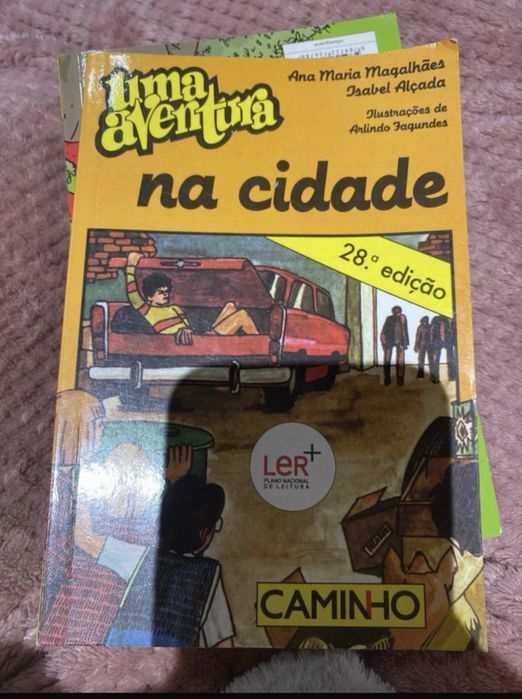 uma
aventura
Ana Maria Magalhães
Isabel Alçada
Ilustrações de
Arlindo Fagundes
na cidade
28.ª edição
LeR+
PLANO NACIONAL
DE LEITURA
CAMINHO